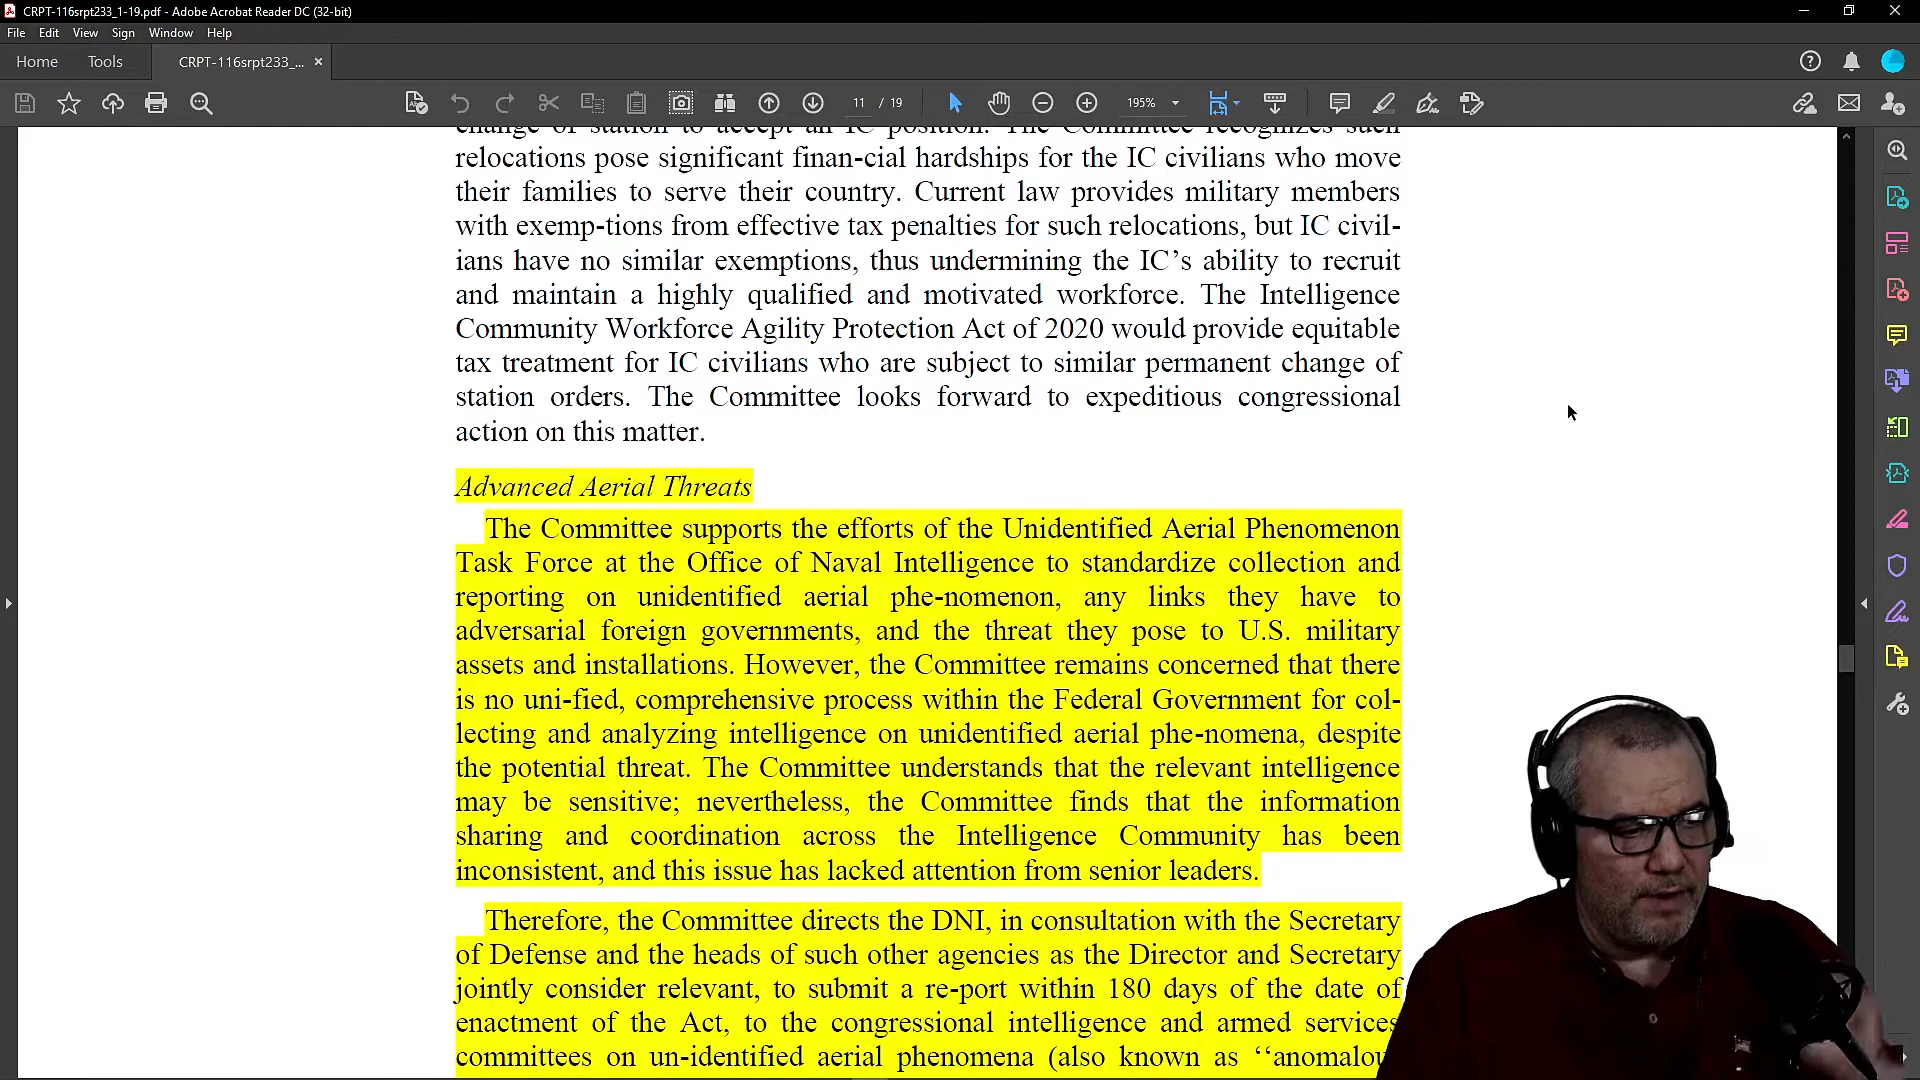 CRPT-116srpt233_1-19.pdf - Adobe Acrobat Reader DC (32-bit)
File Edit View Sign Window Help
Home Tools CRPT-116srpt233_... ×
11 / 19 195%
change of station to accept an IC position. The Committee recognizes such
relocations pose significant finan-cial hardships for the IC civilians who move
their families to serve their country. Current law provides military members
with exemp-tions from effective tax penalties for such relocations, but IC civil-
ians have no similar exemptions, thus undermining the IC’s ability to recruit
and maintain a highly qualified and motivated workforce. The Intelligence
Community Workforce Agility Protection Act of 2020 would provide equitable
tax treatment for IC civilians who are subject to similar permanent change of
station orders. The Committee looks forward to expeditious congressional
action on this matter.
Advanced Aerial Threats
The Committee supports the efforts of the Unidentified Aerial Phenomenon
Task Force at the Office of Naval Intelligence to standardize collection and
reporting on unidentified aerial phe-nomenon, any links they have to
adversarial foreign governments, and the threat they pose to U.S. military
assets and installations. However, the Committee remains concerned that there
is no uni-fied, comprehensive process within the Federal Government for col-
lecting and analyzing intelligence on unidentified aerial phe-nomena, despite
the potential threat. The Committee understands that the relevant intelligence
may be sensitive; nevertheless, the Committee finds that the information
sharing and coordination across the Intelligence Community has been
inconsistent, and this issue has lacked attention from senior leaders.
Therefore, the Committee directs the DNI, in consultation with the Secretary
of Defense and the heads of such other agencies as the Director and Secretary
jointly consider relevant, to submit a re-port within 180 days of the date of
enactment of the Act, to the congressional intelligence and armed services
committees on un-identified aerial phenomena (also known as ‘‘anomalou